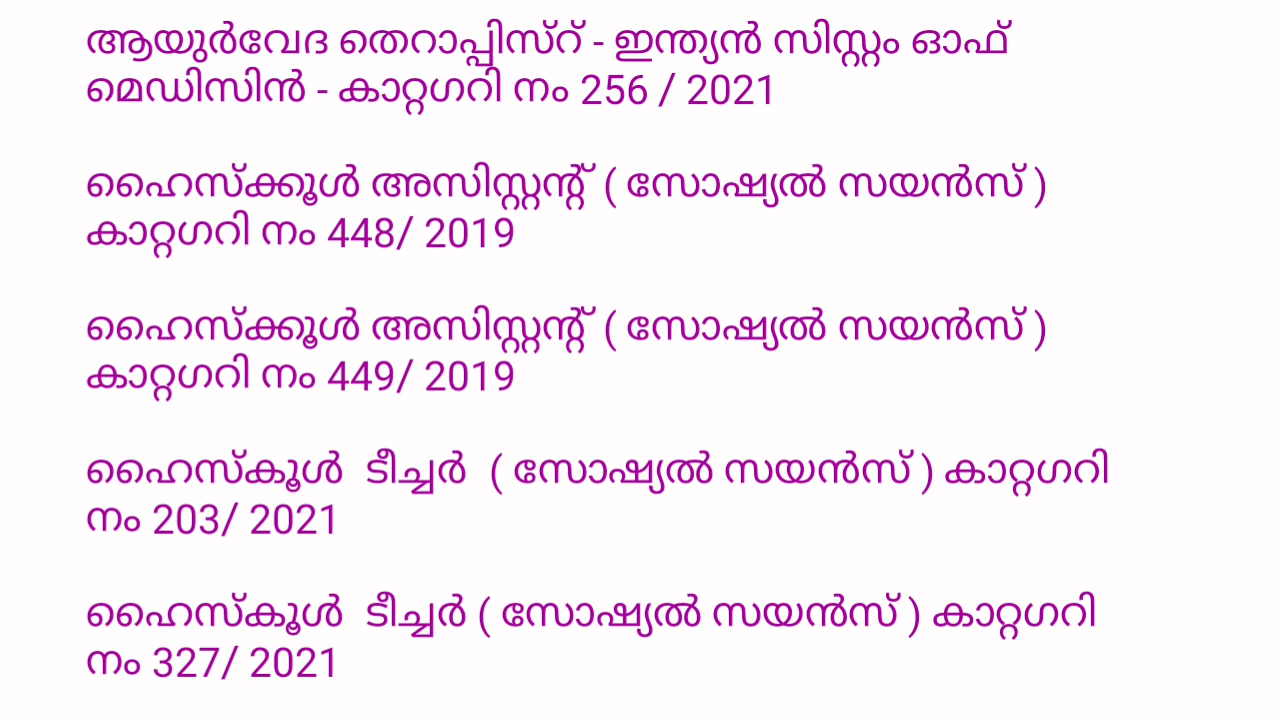 ആയുർവേദ തെറാപ്പിസ്റ് - ഇന്ത്യൻ സിസ്റ്റം ഓഫ്
മെഡിസിൻ - കാറ്റഗറി നം 256 / 2021
ഹൈസ്ക്കൂൾ അസിസ്റ്റന്റ് ( സോഷ്യൽ സയൻസ് )
കാറ്റഗറി നം 448/ 2019
ഹൈസ്ക്കൂൾ അസിസ്റ്റന്റ് ( സോഷ്യൽ സയൻസ് )
കാറ്റഗറി നം 449/ 2019
ഹൈസ്കൂൾ ടീച്ചർ ( സോഷ്യൽ സയൻസ് ) കാറ്റഗറി
നം 203/ 2021
ഹൈസ്കൂൾ ടീച്ചർ ( സോഷ്യൽ സയൻസ് ) കാറ്റഗറി
നം 327/ 2021